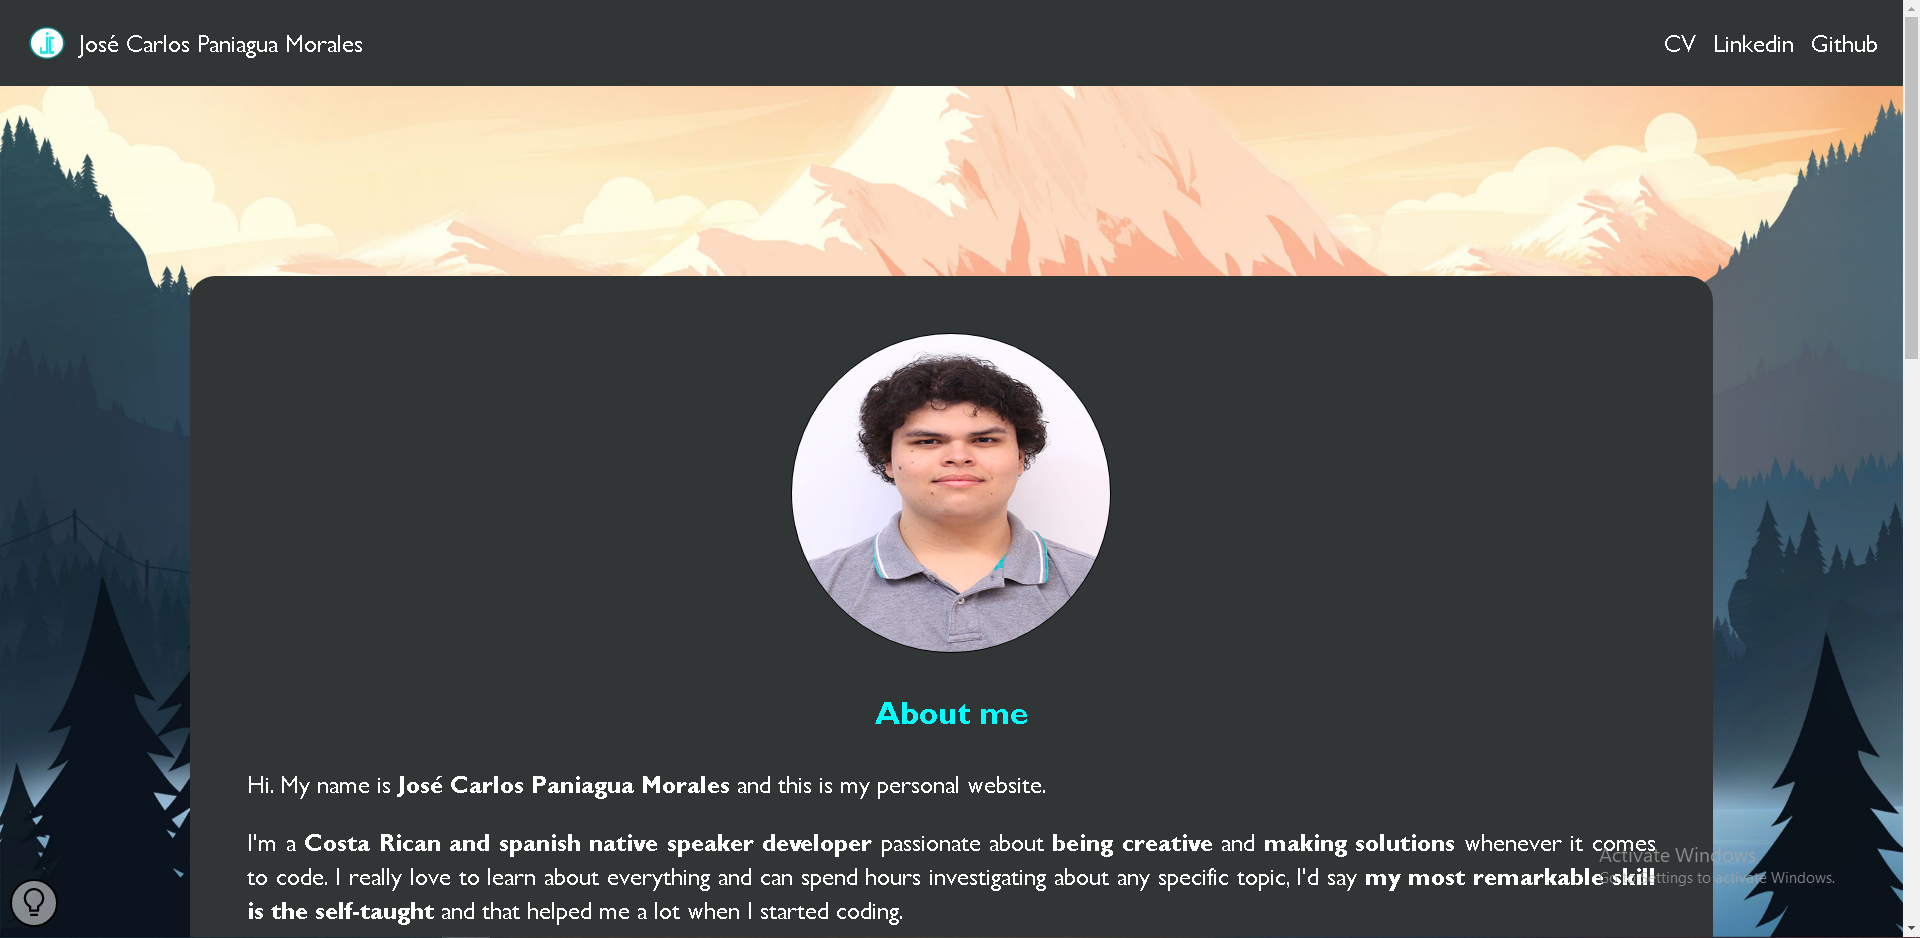 JC José Carlos Paniagua Morales CV Linkedin Github
About me
Hi. My name is José Carlos Paniagua Morales and this is my personal website.
I'm a Costa Rican and spanish native speaker developer passionate about being creative and making solutions whenever it comes
to code. I really love to learn about everything and can spend hours investigating about any specific topic, I'd say my most remarkable skill
is the self-taught and that helped me a lot when I started coding.
Activate Windows
Go to Settings to activate Windows.